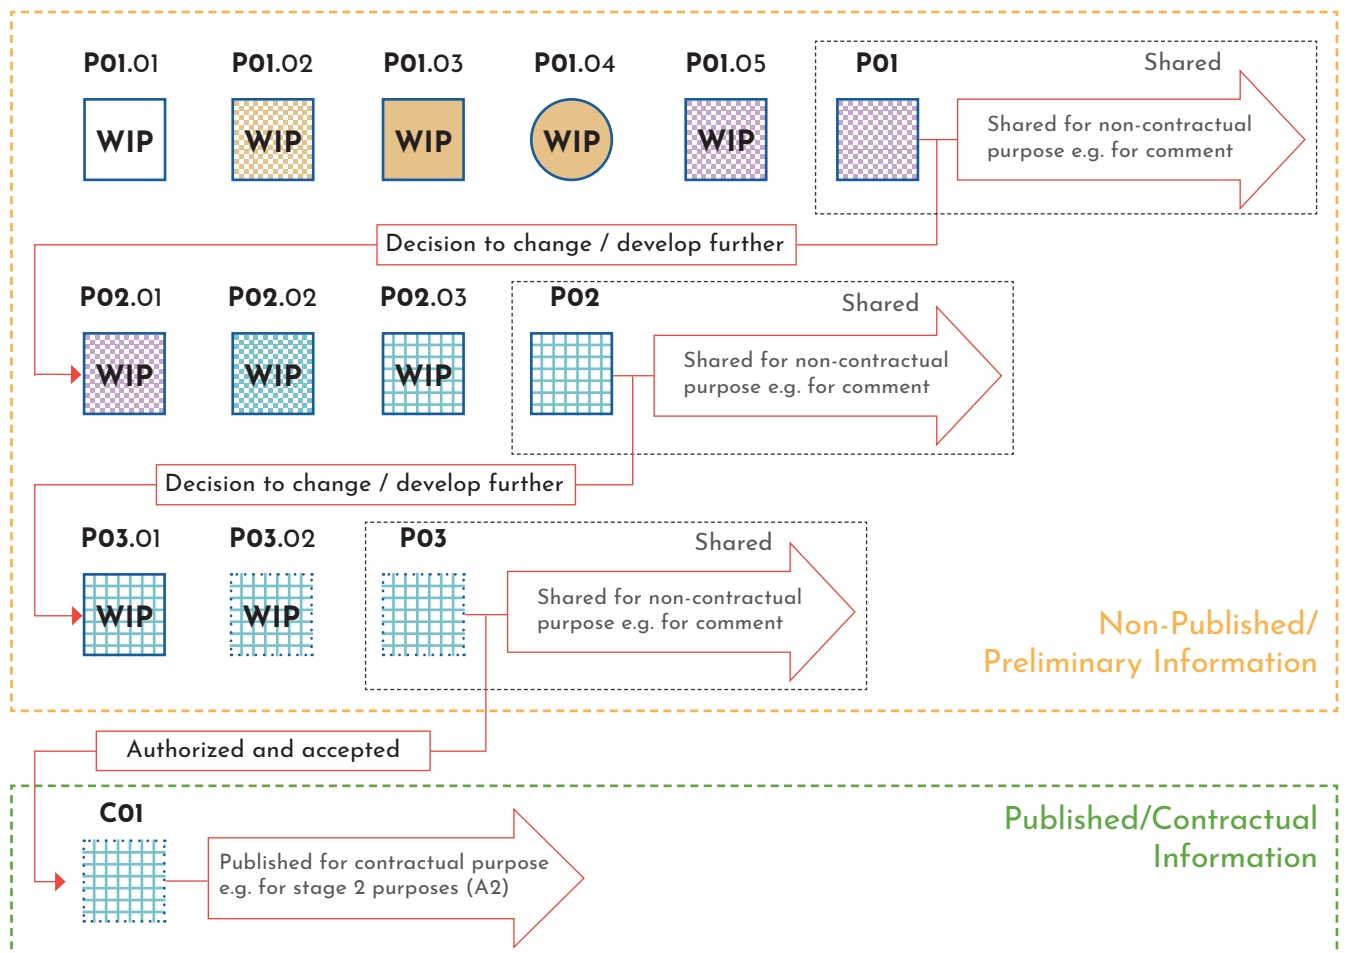 P01.01 P01.02 P01.03 P01.04 P01.05 P01 Shared
WIP WIP WIP WIP WIP
Shared for non-contractual
purpose e.g. for comment
Decision to change / develop further
P02.01 P02.02 P02.03 P02 Shared
WIP WIP WIP
Shared for non-contractual
purpose e.g. for comment
Decision to change / develop further
P03.01 P03.02 P03 Shared
WIP WIP
Shared for non-contractual
purpose e.g. for comment
Non-Published/
Preliminary Information
Authorized and accepted
C01
Published for contractual purpose
e.g. for stage 2 purposes (A2)
Published/Contractual
Information